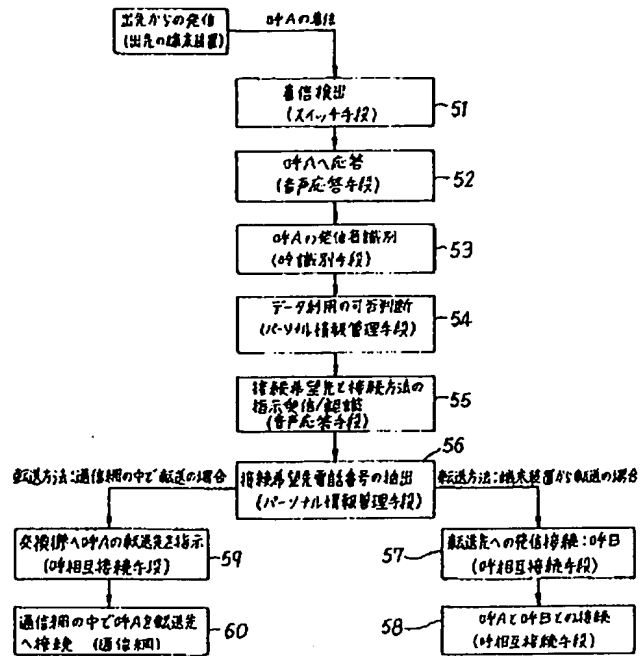 出先からの発信
(出先の端末装置)
呼Aの着信
着信検出
(スイッチ手段)
51
呼Aへ応答
(音声応答手段)
52
呼Aの発信者識別
(呼識別手段)
53
データ利用の可否判断
(パーソナル情報管理手段)
54
接続希望先と接続方法の
指示受信/認識
(音声応答手段)
55
56
転送方法:通信網の中で転送の場合
接続希望先電話番号の抽出
(パーソナル情報管理手段)
転送方法:端末装置から転送の場合
交換機へ呼Aの転送先を指示
(呼相互接続手段)
59
転送先への発信接続:呼B
(呼相互接続手段)
57
通信網の中で呼Aを転送先
へ接続 (通信網)
60
呼Aと呼Bとの接続
(呼相互接続手段)
58